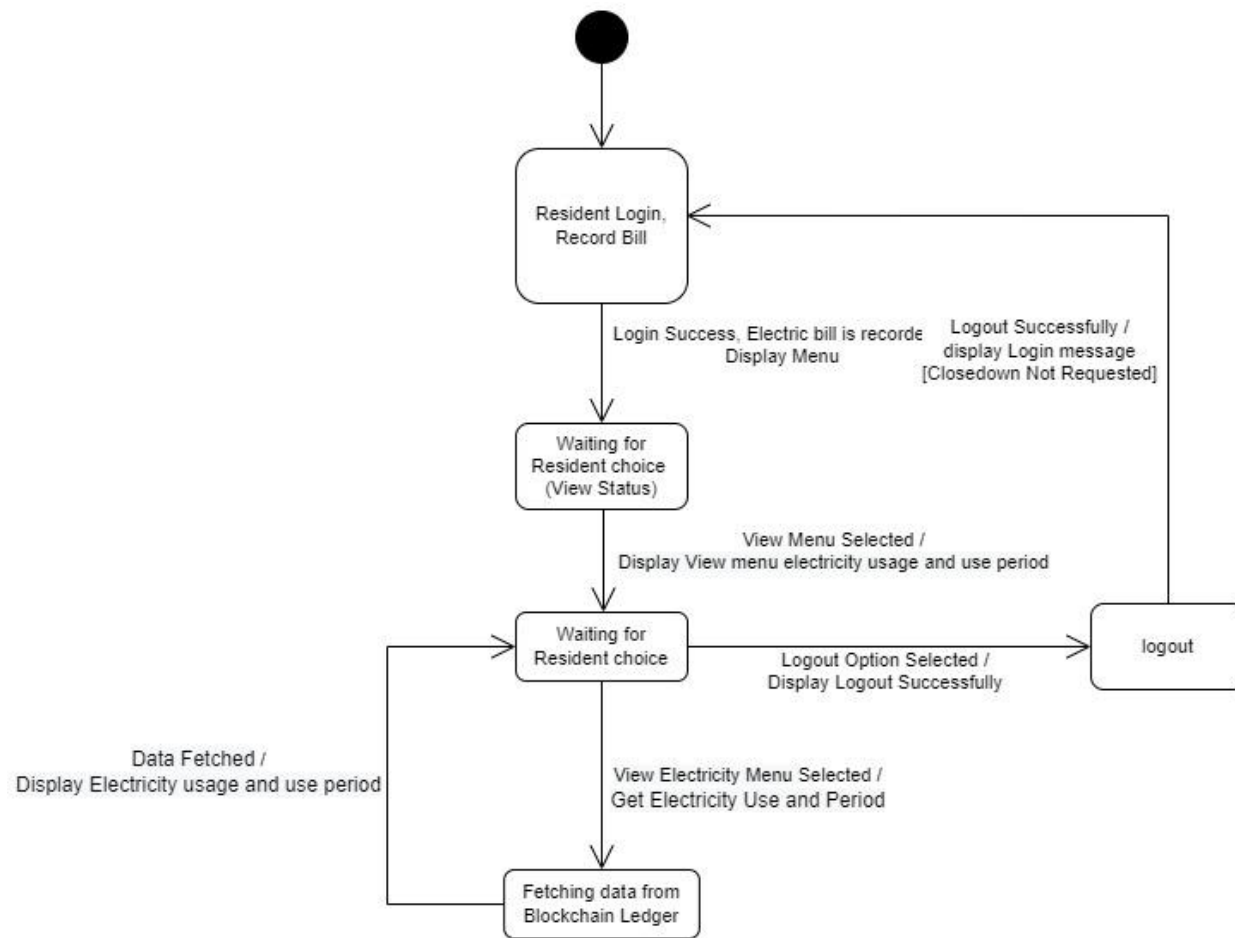 Resident Login,
Record Bill
Login Success, Electric bill is recorde
Display Menu
Logout Successfully /
display Login message
[Closedown Not Requested]
Waiting for
Resident choice
(View Status)
View Menu Selected /
Display View menu electricity usage and use period
Waiting for
Resident choice
Logout Option Selected /
Display Logout Successfully
logout
Data Fetched /
Display Electricity usage and use period
View Electricity Menu Selected /
Get Electricity Use and Period
Fetching data from
Blockchain Ledger